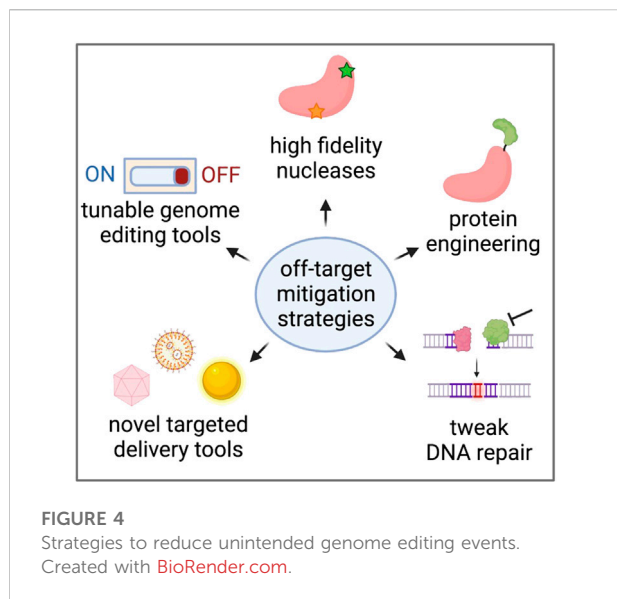 high fidelity
nucleases
ON OFF
tunable genome
editing tools
protein
engineering
off-target
mitigation
strategies
novel targeted
delivery tools
tweak
DNA repair
FIGURE 4
Strategies to reduce unintended genome editing events.
Created with BioRender.com.